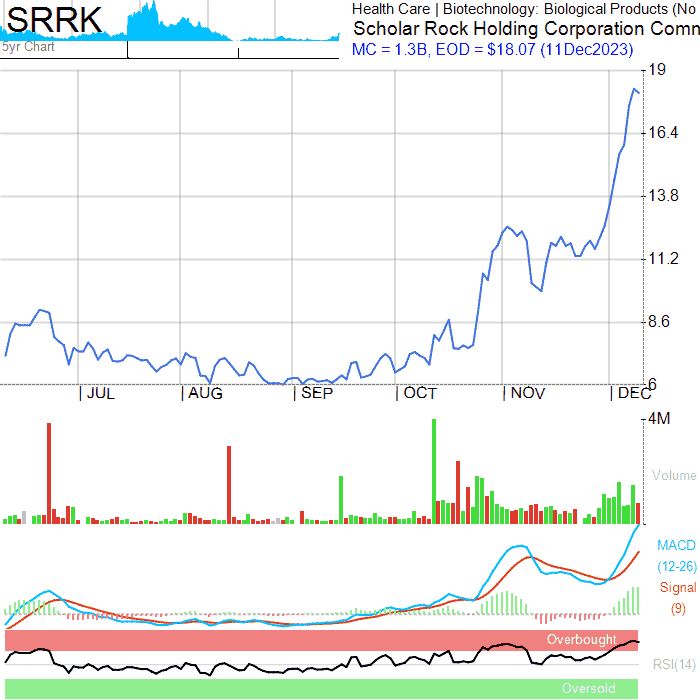 SRRK
5yr Chart
Health Care | Biotechnology: Biological Products (No
Scholar Rock Holding Corporation Comm
MC = 1.3B, EOD = $18.07 (11Dec2023)
19
16.4
13.8
11.2
8.6
6
JUL
AUG
SEP
OCT
NOV
DEC
4M
Volume
MACD
(12-26)
Signal
(9)
Overbought
RSI(14)
Oversold